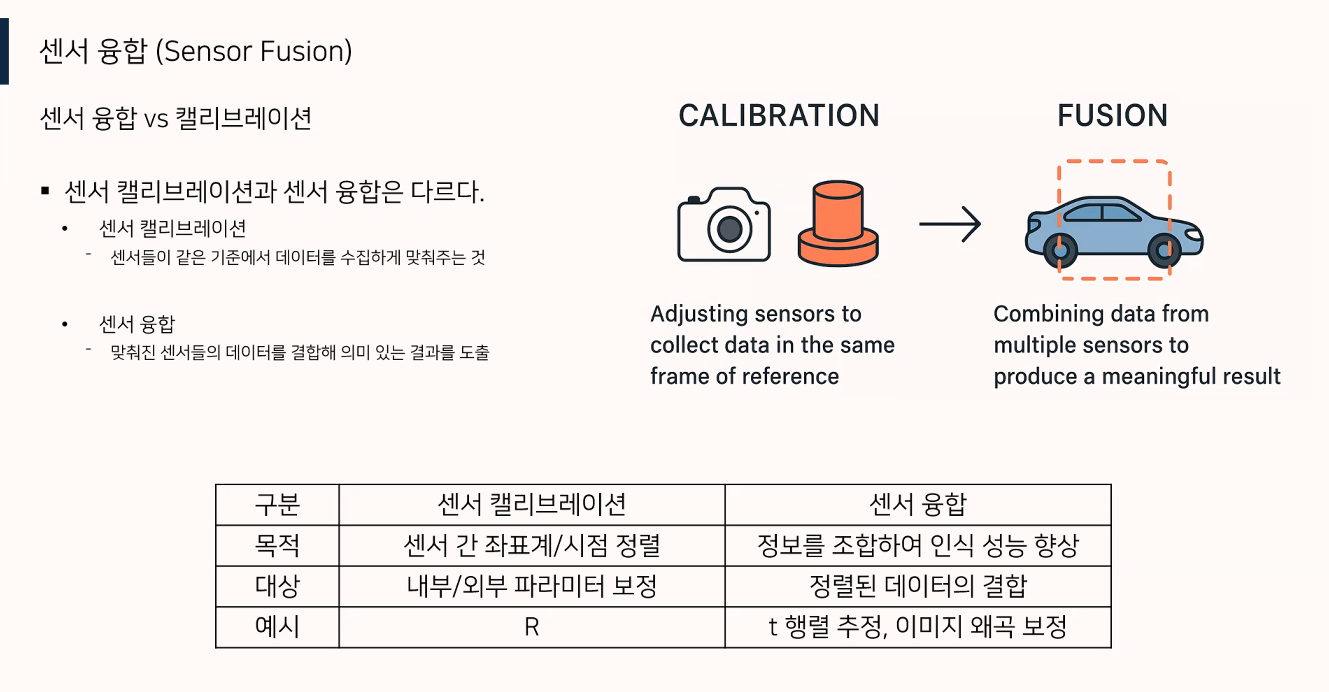 센서 융합 (Sensor Fusion)
센서 융합 vs 캘리브레이션
▪ 센서 캘리브레이션과 센서 융합은 다르다.
• 센서 캘리브레이션
- 센서들이 같은 기준에서 데이터를 수집하게 맞춰주는 것
• 센서 융합
- 맞춰진 센서들의 데이터를 결합해 의미 있는 결과를 도출
CALIBRATION
Adjusting sensors to
collect data in the same
frame of reference
FUSION
Combining data from
multiple sensors to
produce a meaningful result
구분 센서 캘리브레이션 센서 융합
목적 센서 간 좌표계/시점 정렬 정보를 조합하여 인식 성능 향상
대상 내부/외부 파라미터 보정 정렬된 데이터의 결합
예시 R t 행렬 추정, 이미지 왜곡 보정